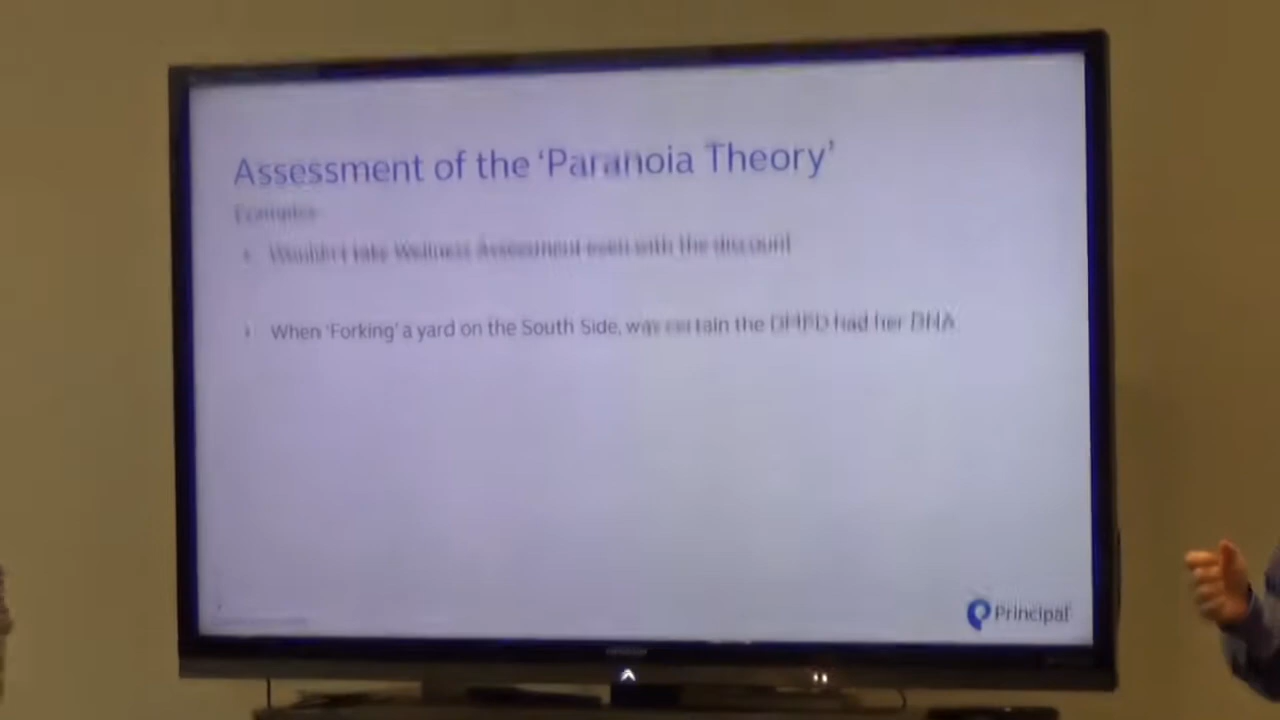 Assessment of the ‘Paranoia Theory’
Examples
Wouldn't take Wellness Assessment even with the discount
When ‘Forking’ a yard on the South Side, was certain the DMPD had her DNA
Principal